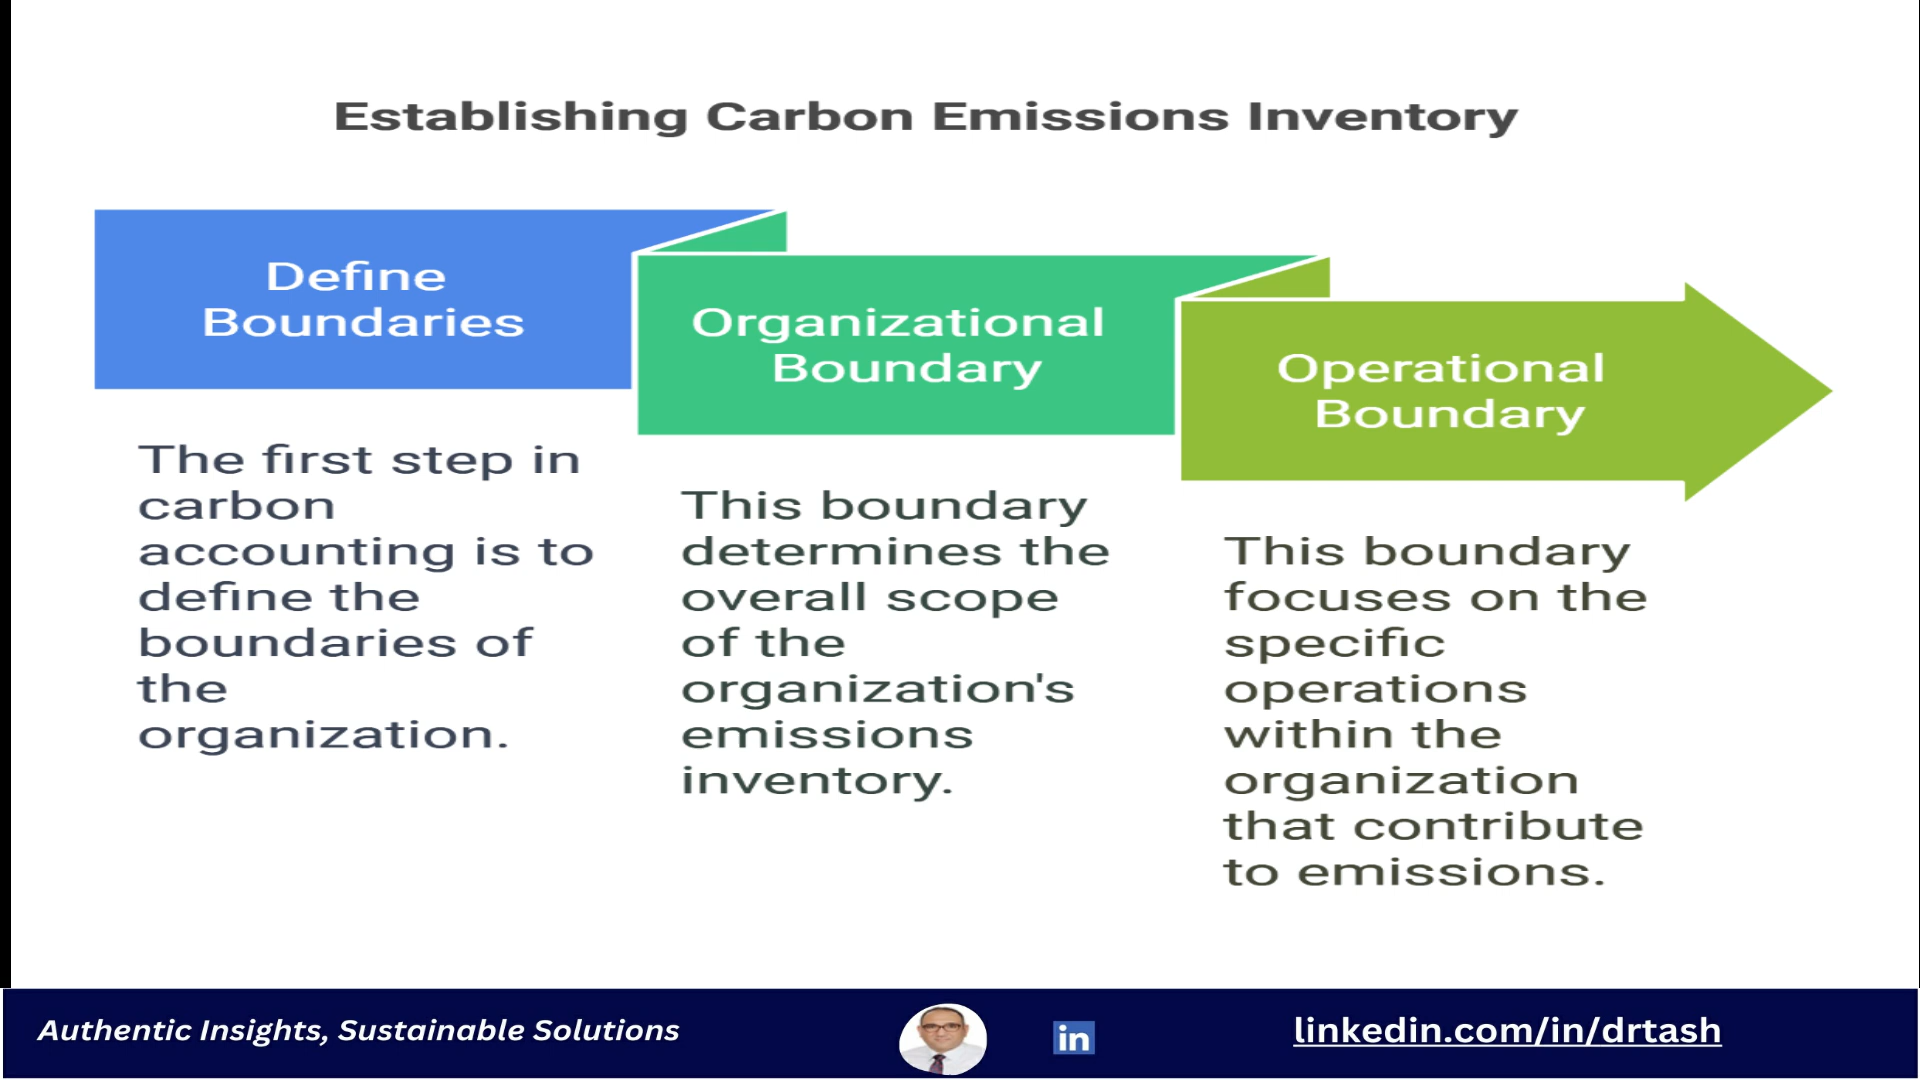 Establishing Carbon Emissions Inventory
Define
Boundaries
The first step in
carbon
accounting is to
define the
boundaries of
the
organization.
Organizational
Boundary
This boundary
determines the
overall scope
of the
organization's
emissions
inventory.
Operational
Boundary
This boundary
focuses on the
specific
operations
within the
organization
that contribute
to emissions.
Authentic Insights, Sustainable Solutions
in
linkedin.com/in/drtash